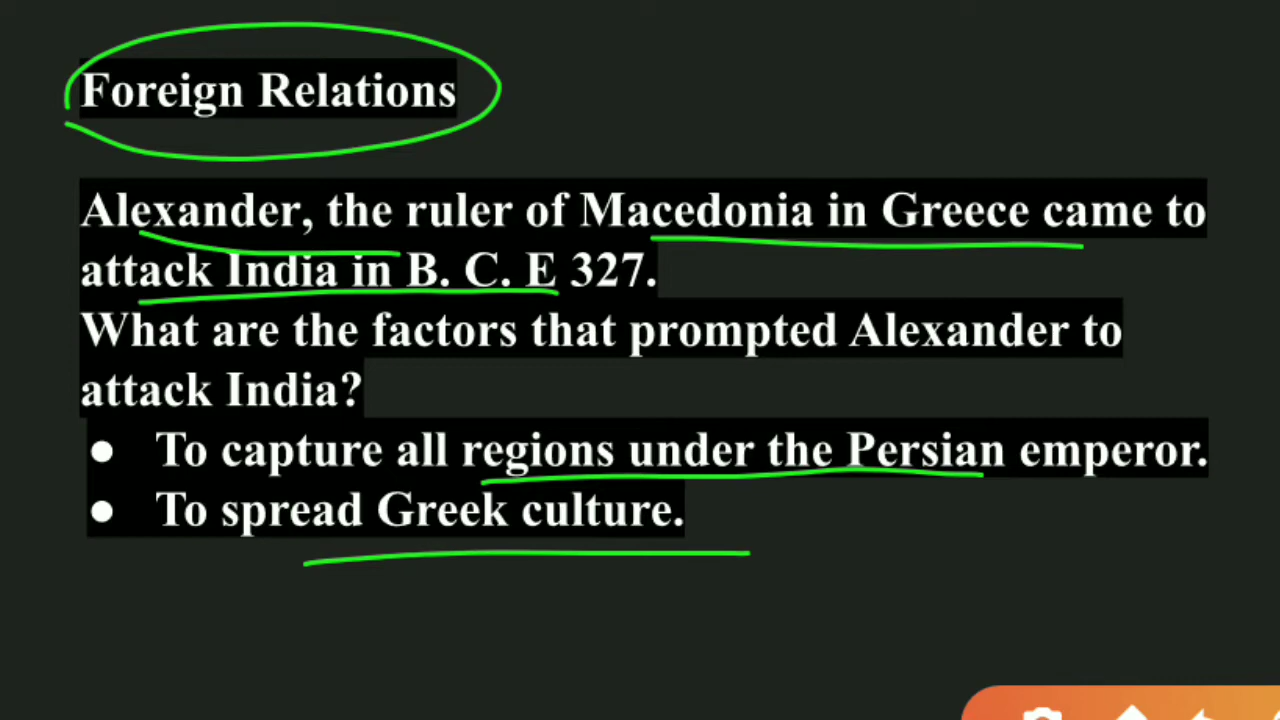 Foreign Relations
Alexander, the ruler of Macedonia in Greece came to
attack India in B. C. E 327.
What are the factors that prompted Alexander to
attack India?
● To capture all regions under the Persian emperor.
● To spread Greek culture.